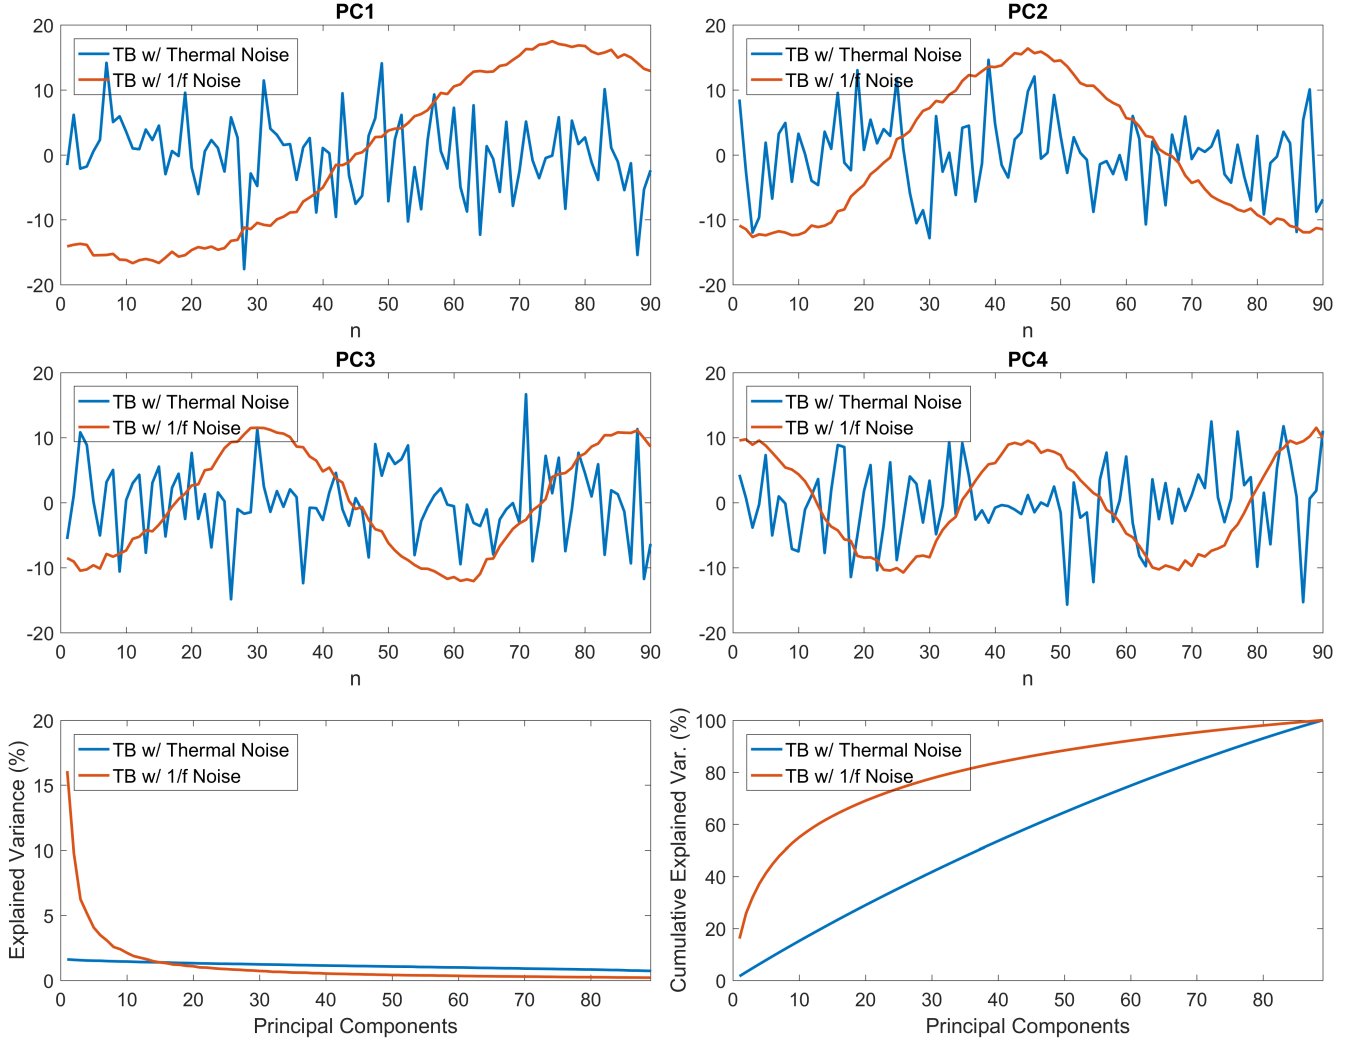 PC1
20
10
0
-10
-20
TB w/ Thermal Noise
TB w/ 1/f Noise
0 10 20 30 40 50 60 70 80 90
n
PC2
20
10
0
-10
-20
TB w/ Thermal Noise
TB w/ 1/f Noise
0 10 20 30 40 50 60 70 80 90
n
PC3
20
10
0
-10
-20
TB w/ Thermal Noise
TB w/ 1/f Noise
0 10 20 30 40 50 60 70 80 90
n
PC4
20
10
0
-10
-20
TB w/ Thermal Noise
TB w/ 1/f Noise
0 10 20 30 40 50 60 70 80 90
n
Explained Variance (%)
20
15
10
5
0
TB w/ Thermal Noise
TB w/ 1/f Noise
0 10 20 30 40 50 60 70 80
Principal Components
Cumulative Explained Var. (%)
100
80
60
40
20
0
TB w/ Thermal Noise
TB w/ 1/f Noise
0 10 20 30 40 50 60 70 80
Principal Components